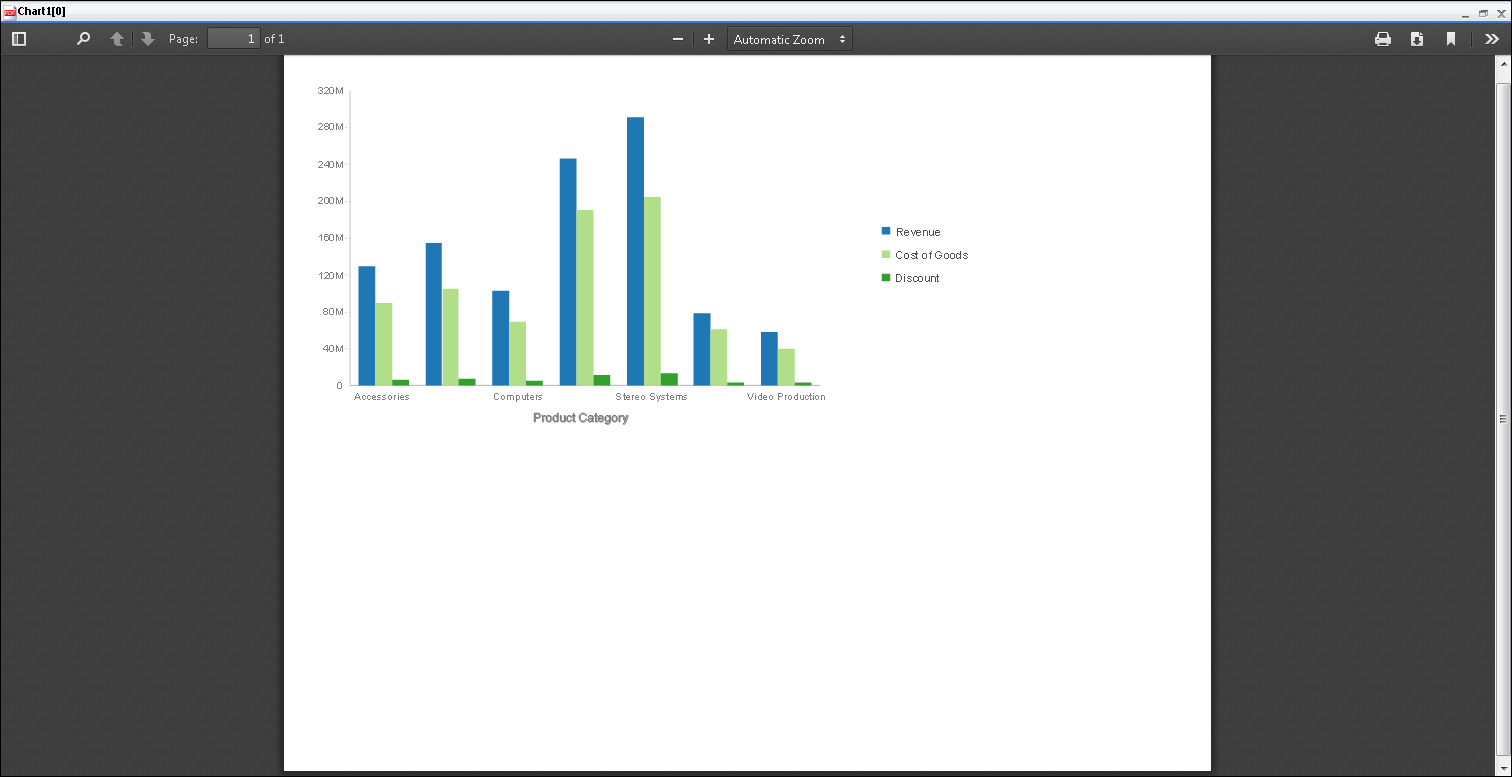 PDF Chart1[0]
Page: 1 of 1 Automatic Zoom
320M
280M
240M
200M
160M
120M
80M
40M
0
Revenue
Cost of Goods
Discount
Accessories Computers Stereo Systems Video Production
Product Category